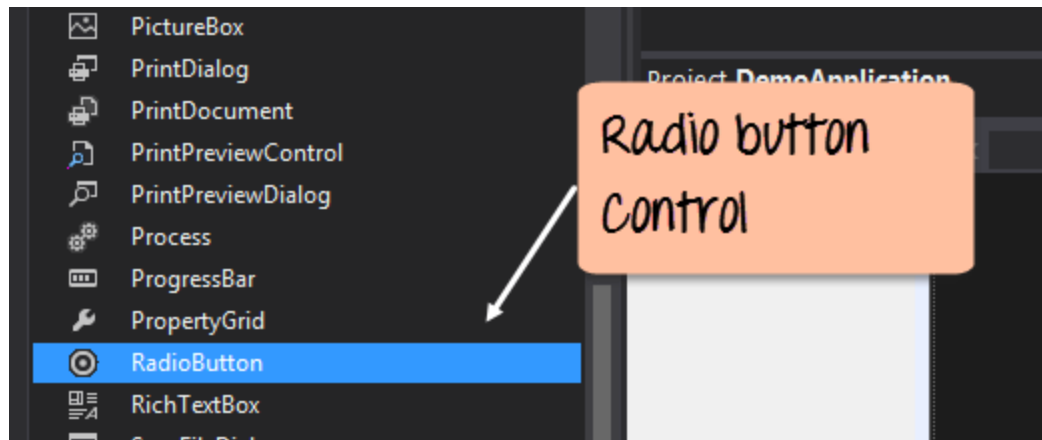 PictureBox
PrintDialog
Project DemoApplication
PrintDocument
PrintPreviewControl
PrintPreviewDialog
Process
ProgressBar
PropertyGrid
RadioButton
RichTextBox
Radio button
Control